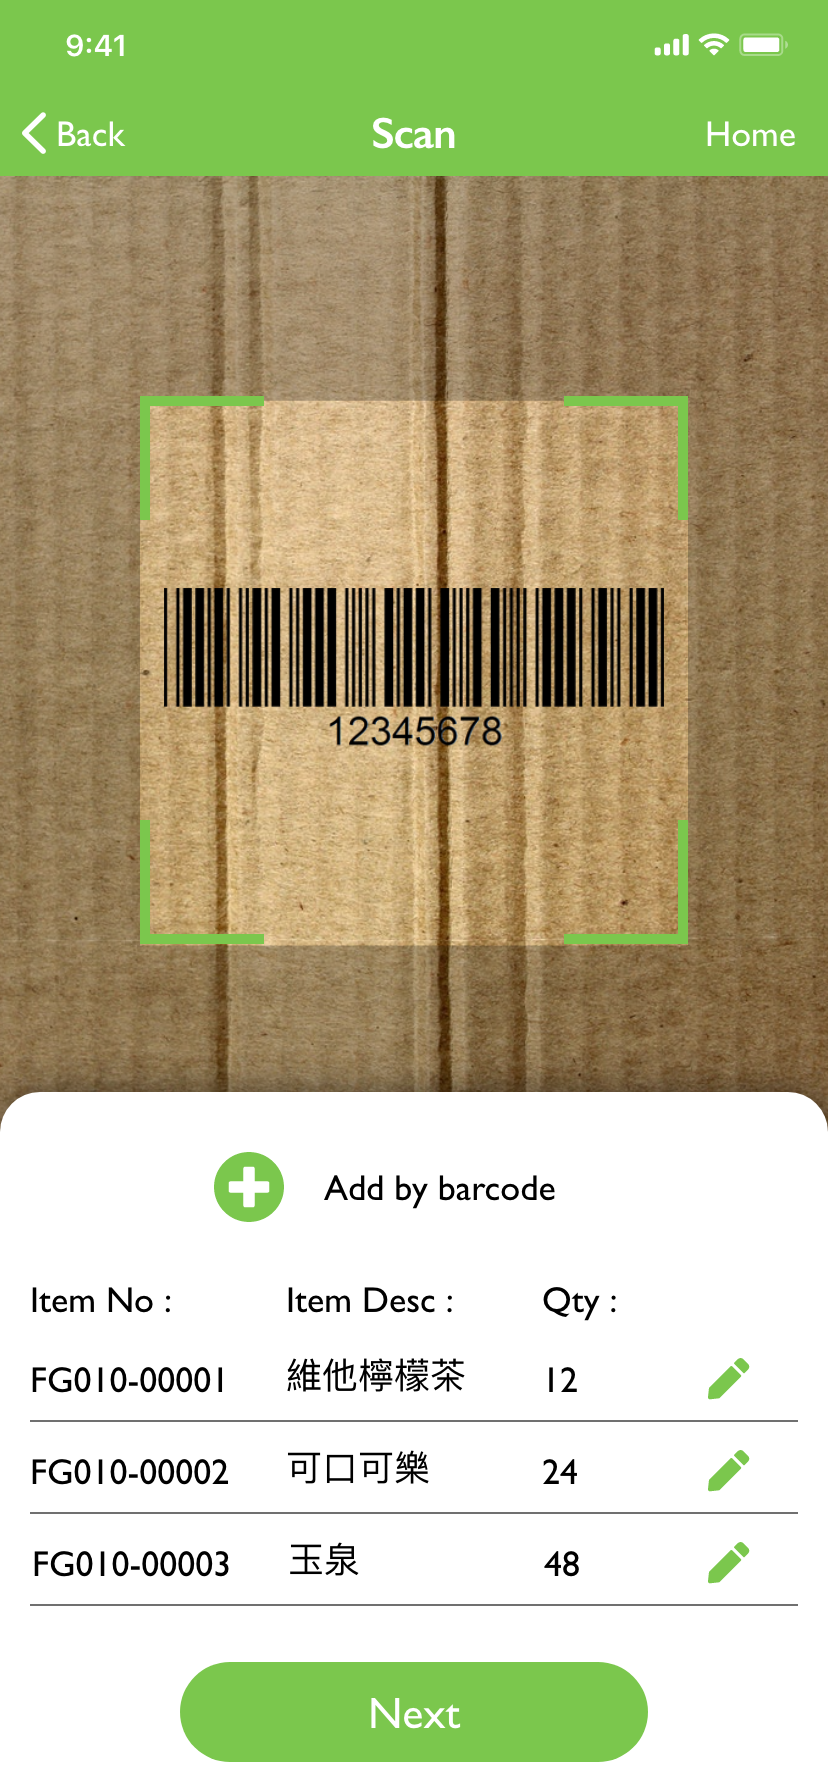 9:41
Back Scan Home
12345678
Add by barcode
Item No : Item Desc : Qty :
FG010-00001 維他檸檬茶 12
FG010-00002 可口可樂 24
FG010-00003 玉泉 48
Next